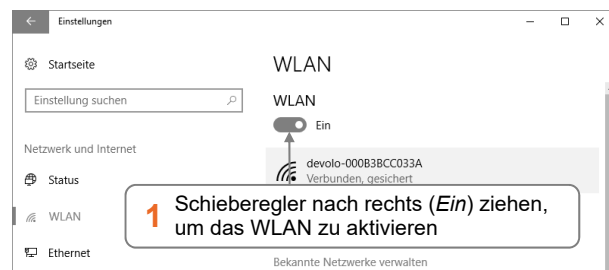 Einstellungen
Startseite
Einstellung suchen
Netzwerk und Internet
Status
WLAN
Ethernet
WLAN
WLAN
Ein
devolo-000B3BCC033A
Verbunden, gesichert
1 Schieberegler nach rechts (Ein) ziehen,
um das WLAN zu aktivieren
Bekannte Netzwerke verwalten